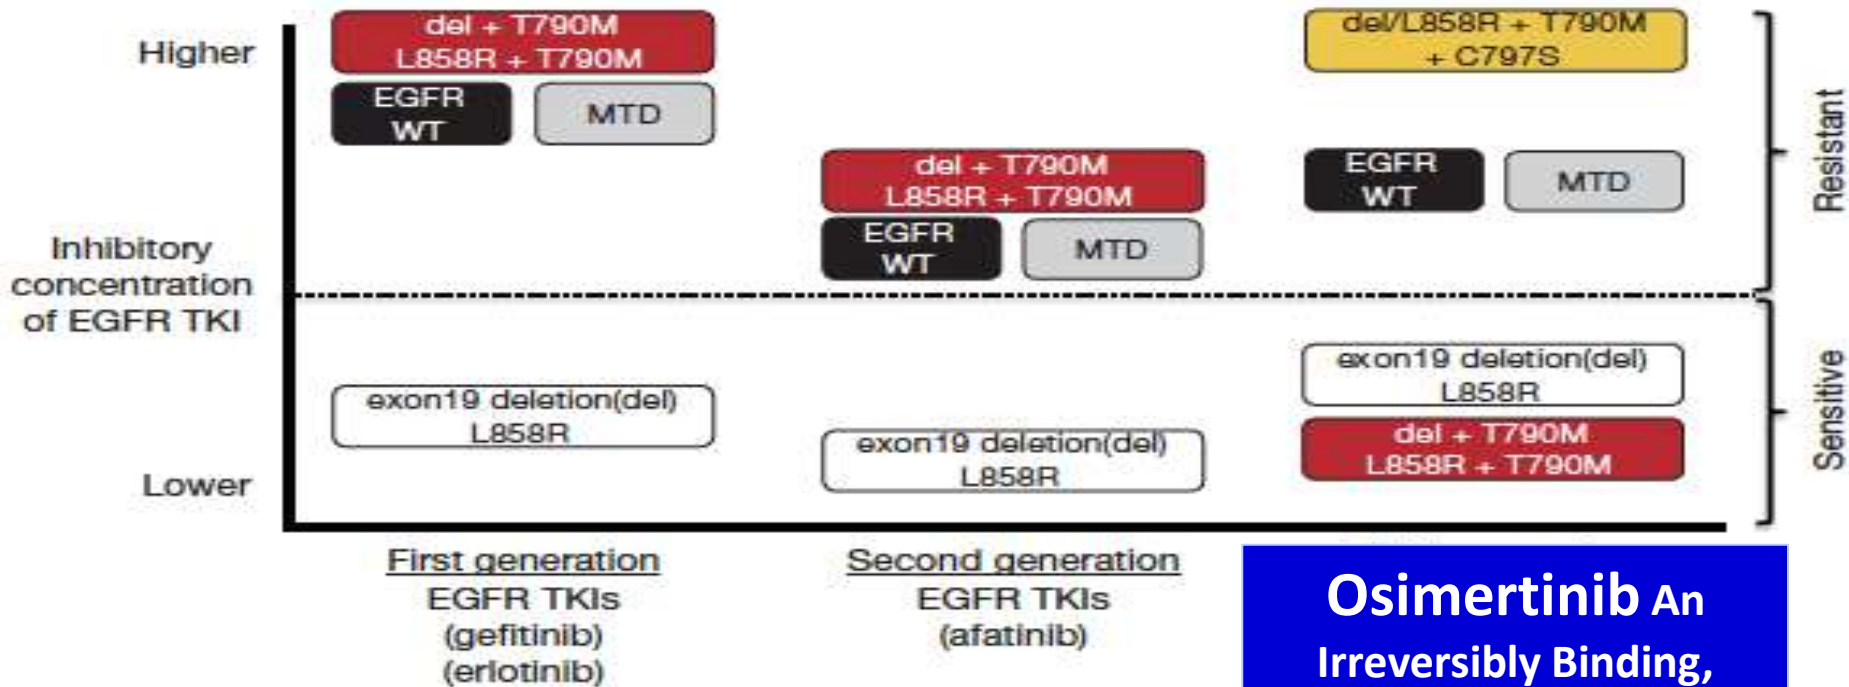 Higher
del + T790M
L858R + T790M
EGFR
WT
MTD
del + T790M
L858R + T790M
EGFR
WT
MTD
del/L858R + T790M
+ C797S
EGFR
WT
MTD
Resistant
Inhibitory
concentration
of EGFR TKI
exon19 deletion(del)
L858R
exon19 deletion(del)
L858R
exon19 deletion(del)
L858R
del + T790M
L858R + T790M
Sensitive
Lower
First generation
EGFR TKIs
(gefitinib)
(erlotinib)
Second generation
EGFR TKIs
(afatinib)
Osimertinib An
Irreversibly Binding,